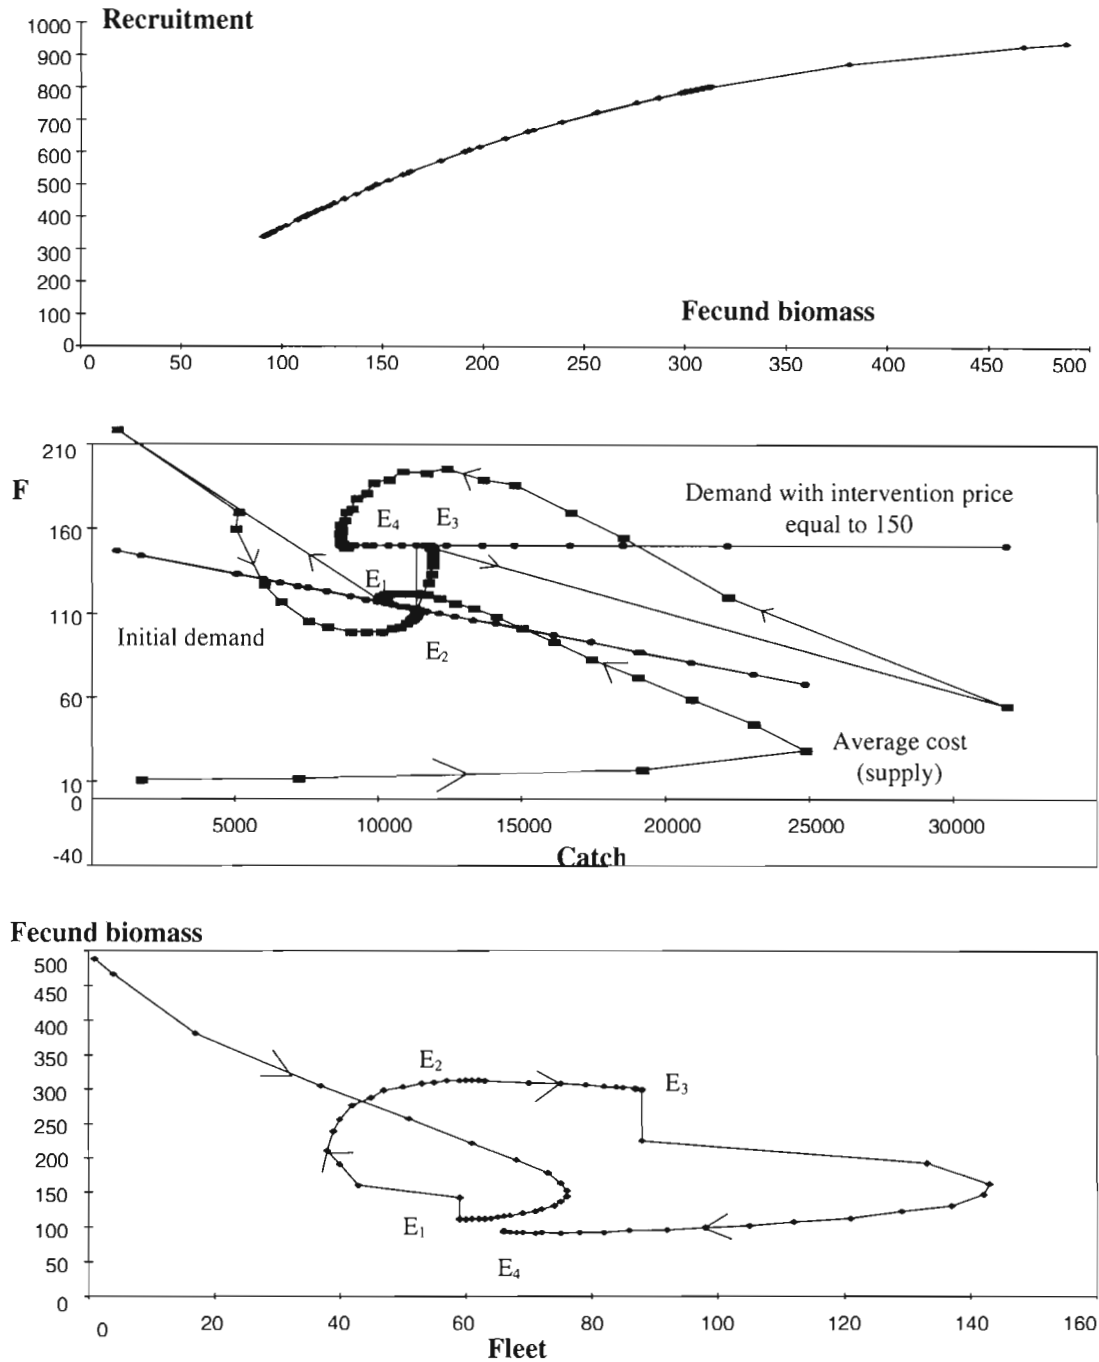 Recruitment
1000
900
800
700
600
500
400
300
200
100
0
Fecund biomass
0 50 100 150 200 250 300 350 400 450 500
F
210
160
110
60
10
0
-40
Demand with intervention price
equal to 150
E4 E3
E1
Initial demand
E2
Average cost
(supply)
5000 10000 15000 20000 25000 30000
Catch
Fecund biomass
500
450
400
350
300
250
200
150
100
50
0
E2
E3
E1
E4
0 20 40 60 80 100 120 140 160
Fleet